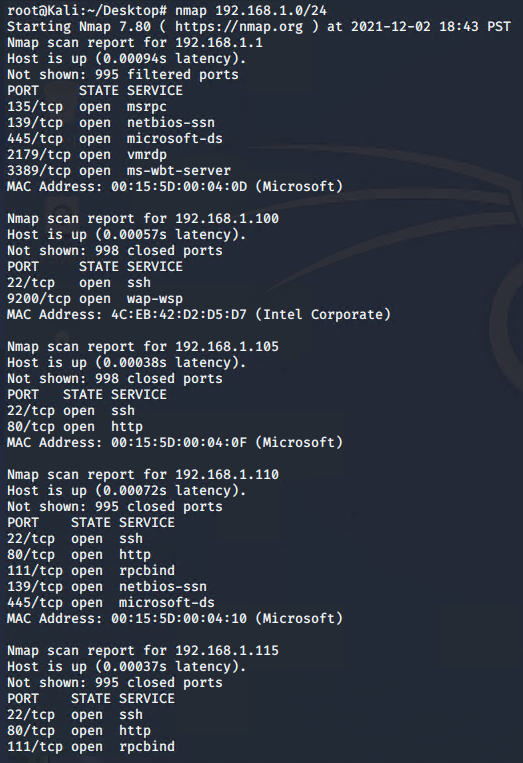 root@Kali:~/Desktop# nmap 192.168.1.0/24
Starting Nmap 7.80 ( https://nmap.org ) at 2021-12-02 18:43 PST
Nmap scan report for 192.168.1.1
Host is up (0.00094s latency).
Not shown: 995 filtered ports
PORT     STATE SERVICE
135/tcp  open  msrpc
139/tcp  open  netbios-ssn
445/tcp  open  microsoft-ds
2179/tcp open  vmrdp
3389/tcp open  ms-wbt-server
MAC Address: 00:15:5D:00:04:0D (Microsoft)

Nmap scan report for 192.168.1.100
Host is up (0.00057s latency).
Not shown: 998 closed ports
PORT     STATE SERVICE
22/tcp   open  ssh
9200/tcp open  wap-wsp
MAC Address: 4C:EB:42:D2:D5:D7 (Intel Corporate)

Nmap scan report for 192.168.1.105
Host is up (0.00038s latency).
Not shown: 998 closed ports
PORT   STATE SERVICE
22/tcp open  ssh
80/tcp open  http
MAC Address: 00:15:5D:00:04:0F (Microsoft)

Nmap scan report for 192.168.1.110
Host is up (0.00072s latency).
Not shown: 995 closed ports
PORT    STATE SERVICE
22/tcp  open  ssh
80/tcp  open  http
111/tcp open  rpcbind
139/tcp open  netbios-ssn
445/tcp open  microsoft-ds
MAC Address: 00:15:5D:00:04:10 (Microsoft)

Nmap scan report for 192.168.1.115
Host is up (0.00037s latency).
Not shown: 995 closed ports
PORT    STATE SERVICE
22/tcp  open  ssh
80/tcp  open  http
111/tcp open  rpcbind